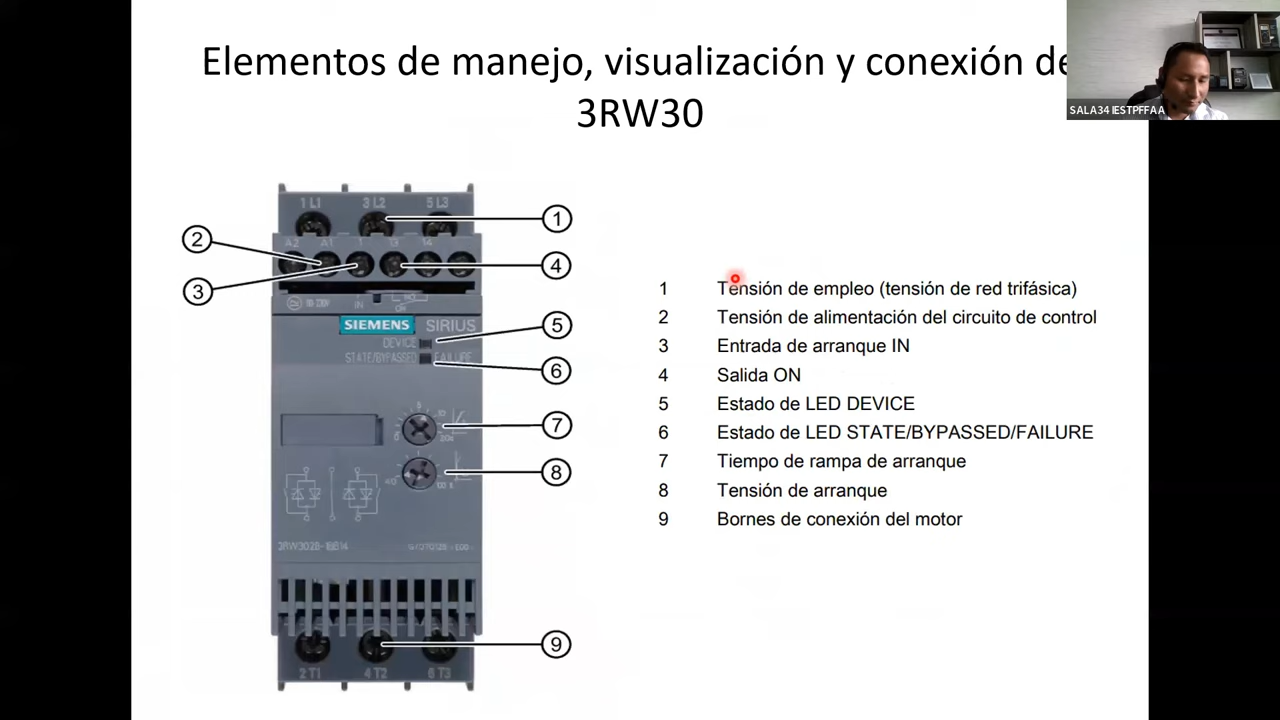 Elementos de manejo, visualización y conexión de
3RW30
SALA34 IESTPFFAA
1 L1 3 L2 5 L3
1
2
A2 A1 1 13 14
4
3
IN
ON
SIEMENS SIRIUS
5
DEVICE
STATE/BYPASSED FAILURE
6
7
8
3RW3028-1BB14
9
2 T1 4 T2 6 T3
1 Tensión de empleo (tensión de red trifásica)
2 Tensión de alimentación del circuito de control
3 Entrada de arranque IN
4 Salida ON
5 Estado de LED DEVICE
6 Estado de LED STATE/BYPASSED/FAILURE
7 Tiempo de rampa de arranque
8 Tensión de arranque
9 Bornes de conexión del motor